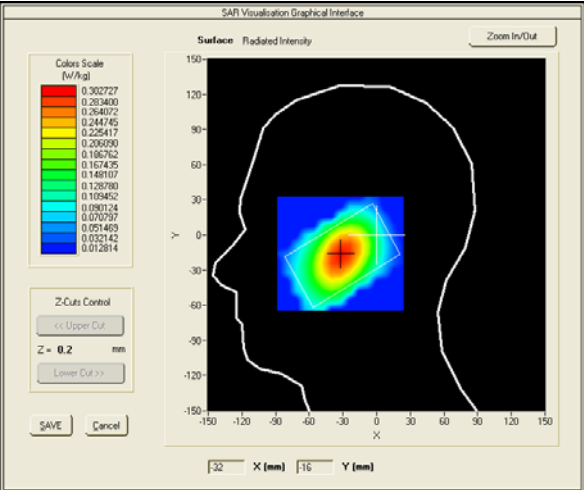 SAR Visualisation Graphical Interface
Surface Radiated Intensity
Zoom In/Out
Colors Scale
(W/kg)
0.302727
0.283400
0.264072
0.244745
0.225417
0.206090
0.186762
0.167435
0.148107
0.128780
0.109452
0.090124
0.070797
0.051469
0.032142
0.012814
Z-Cuts Control
<< Upper Cut
Z = 0.2 mm
Lower Cut >>
SAVE Cancel
150
120
90
60
30
0
-30
-60
-90
-120
-150
Y
-150 -120 -90 -60 -30 0 30 60 90 120 150
X
-32 X (mm) -16 Y (mm)